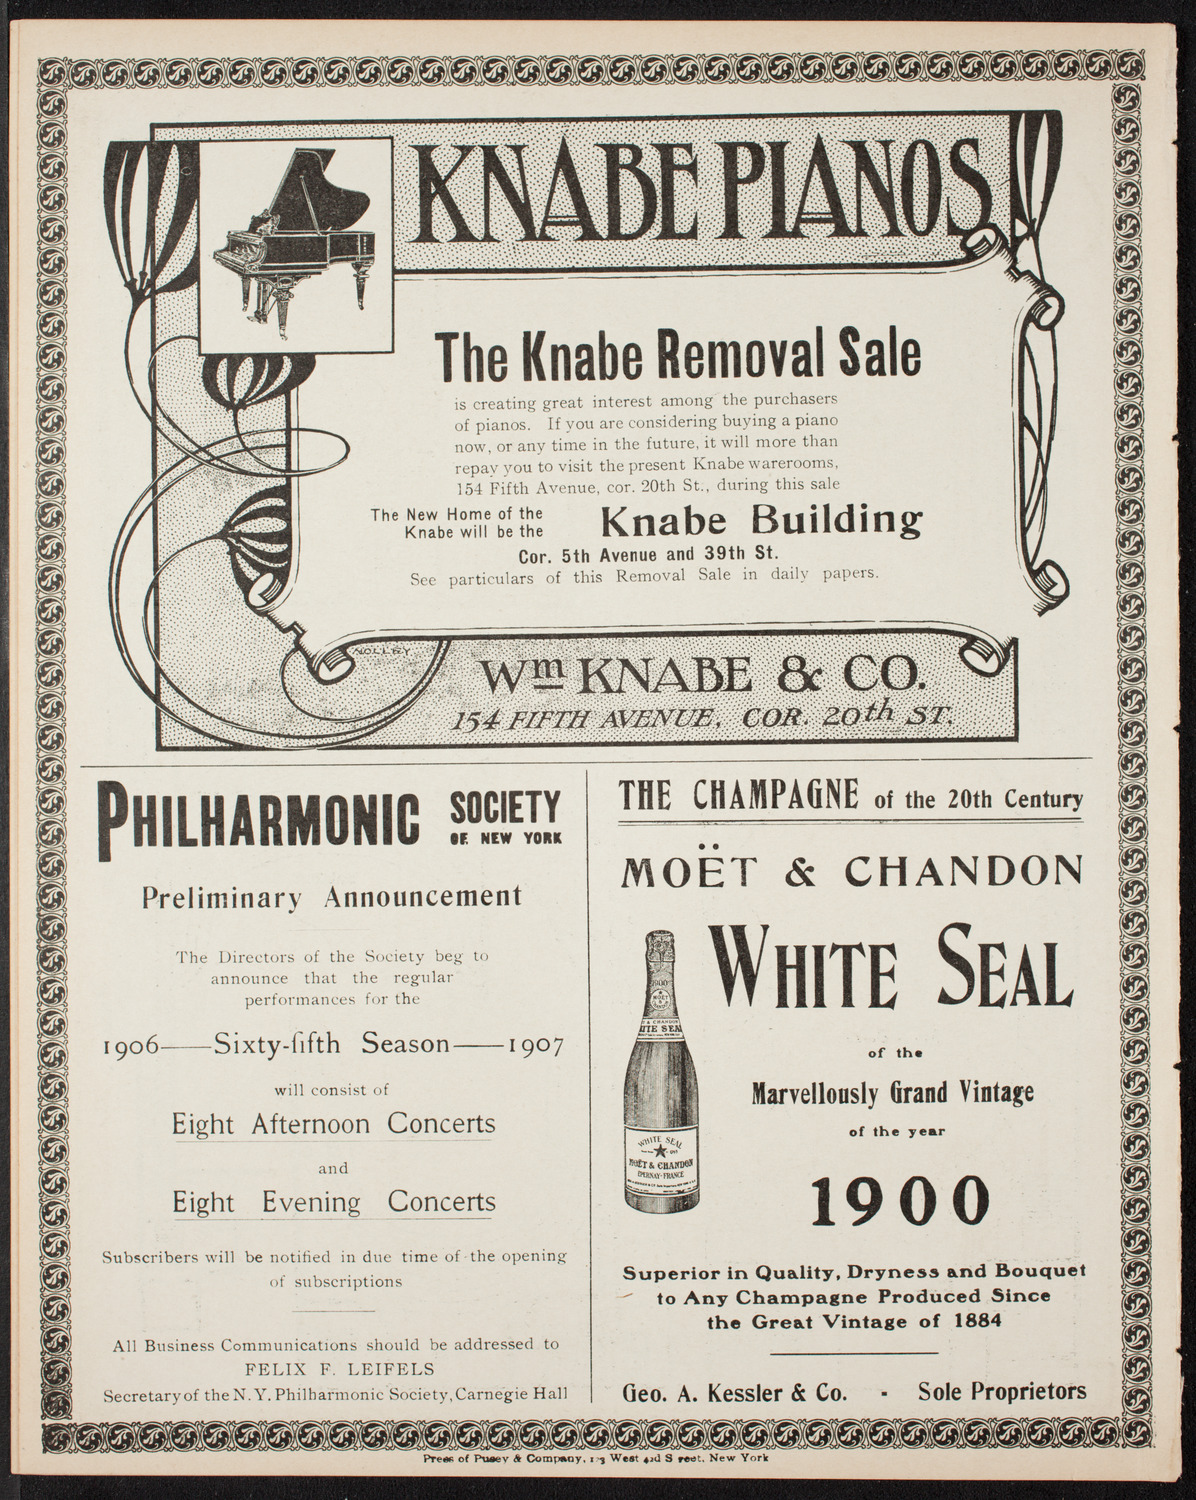 KNABE PIANOS
The Knabe Removal Sale
is creating great interest among the purchasers
of pianos. If you are considering buying a piano
now, or any time in the future, it will more than
repay you to visit the present Knabe warerooms,
154 Fifth Avenue, cor. 20th St., during this sale
The New Home of the
Knabe will be the
Knabe Building
Cor. 5th Avenue and 39th St.
See particulars of this Removal Sale in daily papers.
Wm KNABE & CO.
154 FIFTH AVENUE, COR. 20th ST.
PHILHARMONIC SOCIETY
OF NEW YORK
Preliminary Announcement
The Directors of the Society beg to
announce that the regular
performances for the
1906——Sixty-fifth Season——1907
will consist of
Eight Afternoon Concerts
and
Eight Evening Concerts
Subscribers will be notified in due time of the opening
of subscriptions
All Business Communications should be addressed to
FELIX F. LEIFELS
Secretary of the N. Y. Philharmonic Society, Carnegie Hall
THE CHAMPAGNE of the 20th Century
MOËT & CHANDON
WHITE SEAL
WHITE SEAL
MOËT & CHANDON
EPERNAY-FRANCE
of the
Marvellously Grand Vintage
of the year
1900
Superior in Quality, Dryness and Bouquet
to Any Champagne Produced Since
the Great Vintage of 1884
Geo. A. Kessler & Co. - Sole Proprietors
Press of Pusey & Company, West New York